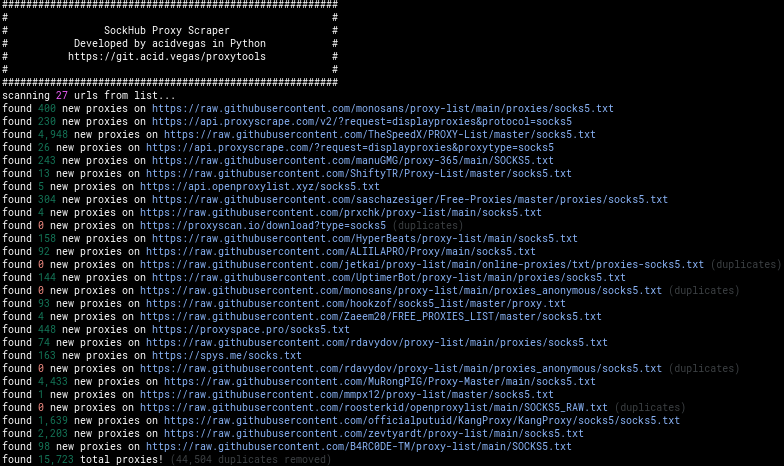 ########################################################
# #
# SockHub Proxy Scraper #
# Developed by acidvegas in Python #
# https://git.acid.vegas/proxytools #
# #
########################################################
scanning 27 urls from list...
found 400 new proxies on https://raw.githubusercontent.com/monosans/proxy-list/main/proxies/socks5.txt
found 230 new proxies on https://api.proxyscrape.com/v2/?request=displayproxies&protocol=socks5
found 4,948 new proxies on https://raw.githubusercontent.com/TheSpeedX/PROXY-List/master/socks5.txt
found 26 new proxies on https://api.proxyscrape.com/?request=displayproxies&proxytype=socks5
found 243 new proxies on https://raw.githubusercontent.com/manuGMG/proxy-365/main/SOCKS5.txt
found 13 new proxies on https://raw.githubusercontent.com/ShiftyTR/Proxy-List/master/socks5.txt
found 5 new proxies on https://api.openproxylist.xyz/socks5.txt
found 304 new proxies on https://raw.githubusercontent.com/saschazesiger/Free-Proxies/master/proxies/socks5.txt
found 4 new proxies on https://raw.githubusercontent.com/prxchk/proxy-list/main/socks5.txt
found 0 new proxies on https://proxyscan.io/download?type=socks5 (duplicates)
found 158 new proxies on https://raw.githubusercontent.com/HyperBeats/proxy-list/main/socks5.txt
found 92 new proxies on https://raw.githubusercontent.com/ALIILAPRO/Proxy/main/socks5.txt
found 0 new proxies on https://raw.githubusercontent.com/jetkai/proxy-list/main/online-proxies/txt/proxies-socks5.txt (duplicates)
found 144 new proxies on https://raw.githubusercontent.com/UptimerBot/proxy-list/main/proxies/socks5.txt
found 0 new proxies on https://raw.githubusercontent.com/monosans/proxy-list/main/proxies_anonymous/socks5.txt (duplicates)
found 93 new proxies on https://raw.githubusercontent.com/hookzof/socks5_list/master/proxy.txt
found 4 new proxies on https://raw.githubusercontent.com/Zaeem20/FREE_PROXIES_LIST/master/socks5.txt
found 448 new proxies on https://proxyspace.pro/socks5.txt
found 74 new proxies on https://raw.githubusercontent.com/rdavydov/proxy-list/main/proxies/socks5.txt
found 163 new proxies on https://spys.me/socks.txt
found 0 new proxies on https://raw.githubusercontent.com/rdavydov/proxy-list/main/proxies_anonymous/socks5.txt (duplicates)
found 4,433 new proxies on https://raw.githubusercontent.com/MuRongPIG/Proxy-Master/main/socks5.txt
found 1 new proxies on https://raw.githubusercontent.com/mmpx12/proxy-list/master/socks5.txt
found 0 new proxies on https://raw.githubusercontent.com/roosterkid/openproxylist/main/SOCKS5_RAW.txt (duplicates)
found 1,639 new proxies on https://raw.githubusercontent.com/officialputuid/KangProxy/KangProxy/socks5/socks5.txt
found 2,203 new proxies on https://raw.githubusercontent.com/zevtyardt/proxy-list/main/socks5.txt
found 98 new proxies on https://raw.githubusercontent.com/B4RC0DE-TM/proxy-list/main/SOCKS5.txt
found 15,723 total proxies! (44,504 duplicates removed)